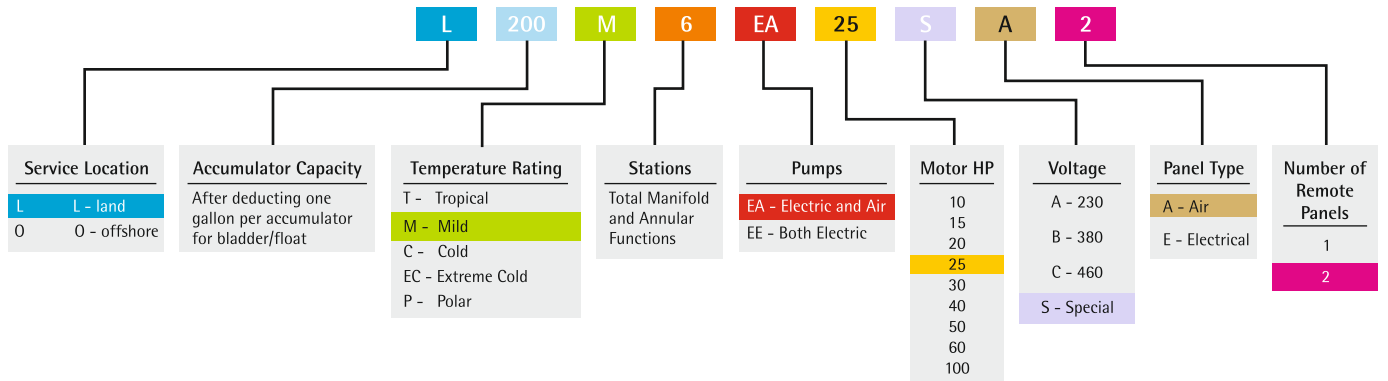 L 200 M 6 EA 25 S A 2
Service Location
L L - land
O O - offshore
Accumulator Capacity
After deducting one
gallon per accumulator
for bladder/float
Temperature Rating
T - Tropical
M - Mild
C - Cold
EC - Extreme Cold
P - Polar
Stations
Total Manifold
and Annular
Functions
Pumps
EA - Electric and Air
EE - Both Electric
Motor HP
10
15
20
25
30
40
50
60
100
Voltage
A - 230
B - 380
C - 460
S - Special
Panel Type
A - Air
E - Electrical
Number of
Remote
Panels
1
2